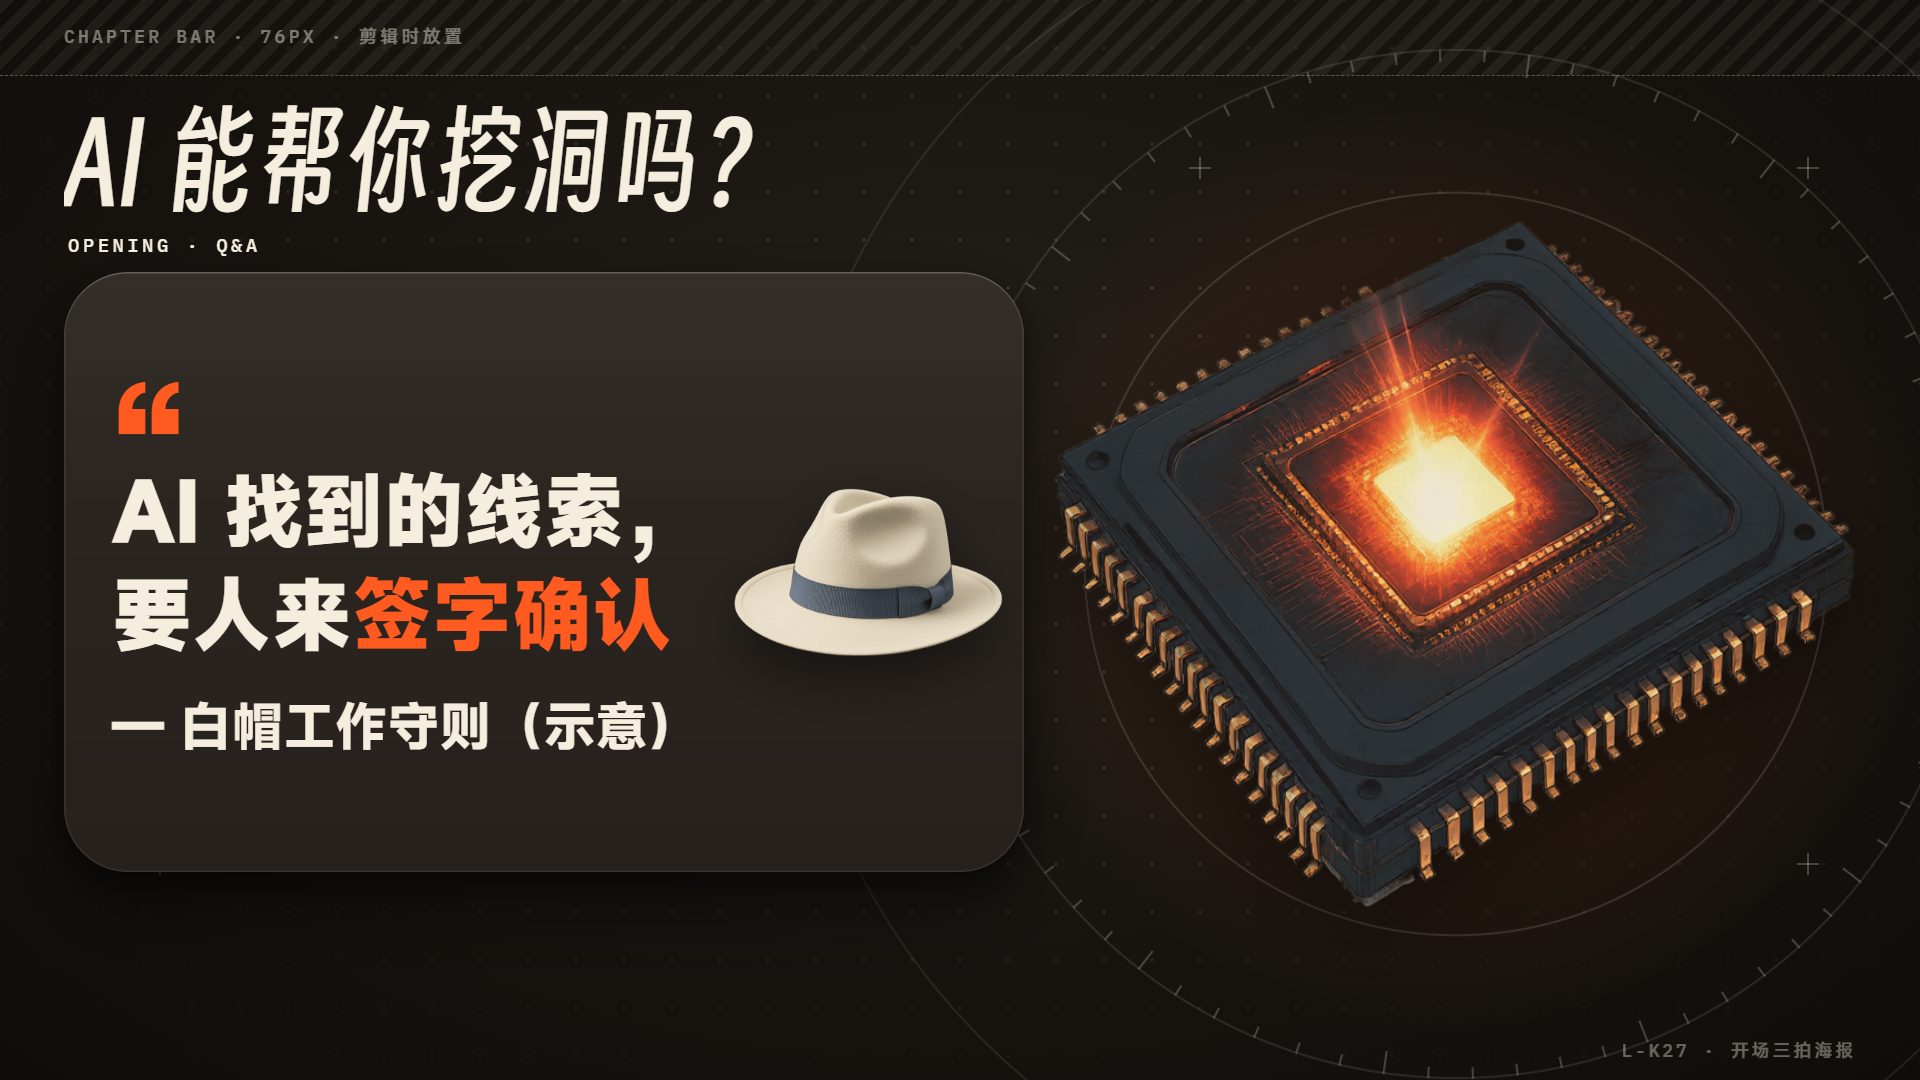 CHAPTER BAR · 76PX · 剪辑时放置
AI 能帮你挖洞吗?
OPENING · Q&A
“
AI 找到的线索，
要人来签字确认
— 白帽工作守则（示意）
L-K27 · 开场三拍海报